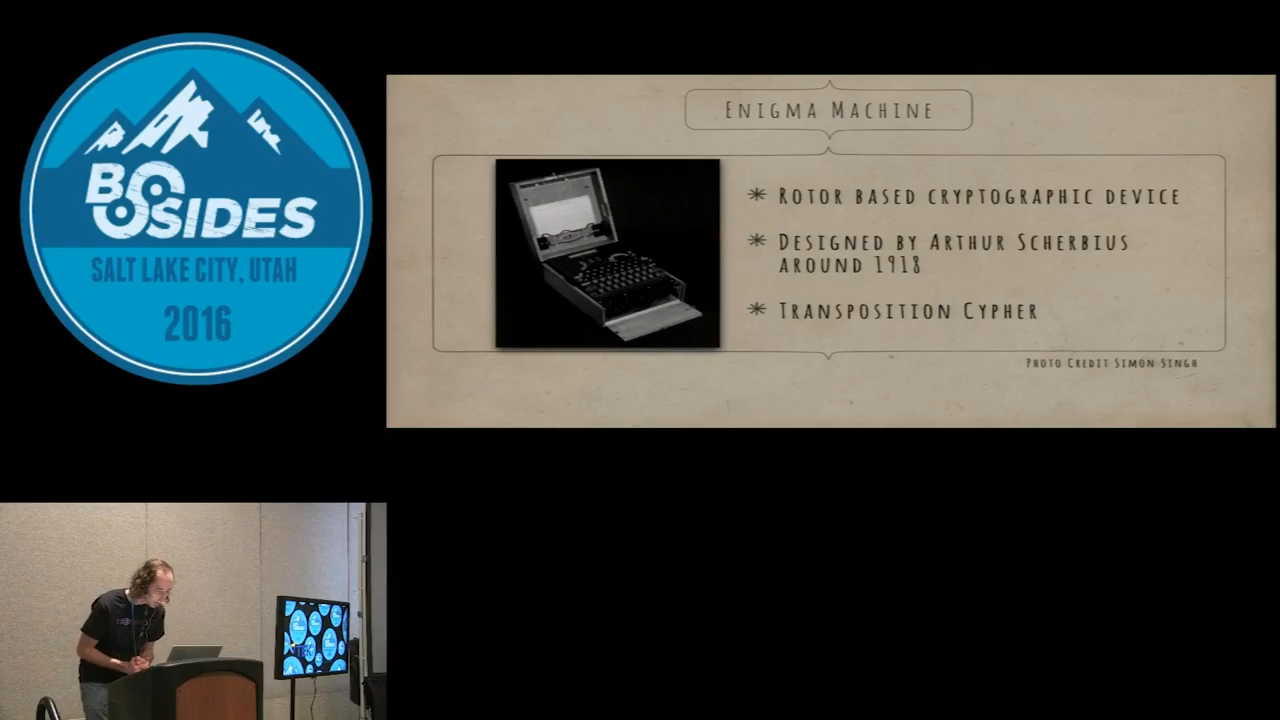 BSIDES
SALT LAKE CITY, UTAH
2016
ENIGMA MACHINE
* ROTOR BASED CRYPTOGRAPHIC DEVICE
* DESIGNED BY ARTHUR SCHERBIUS
AROUND 1918
* TRANSPOSITION CYPHER
PHOTO CREDIT SIMON SINGH